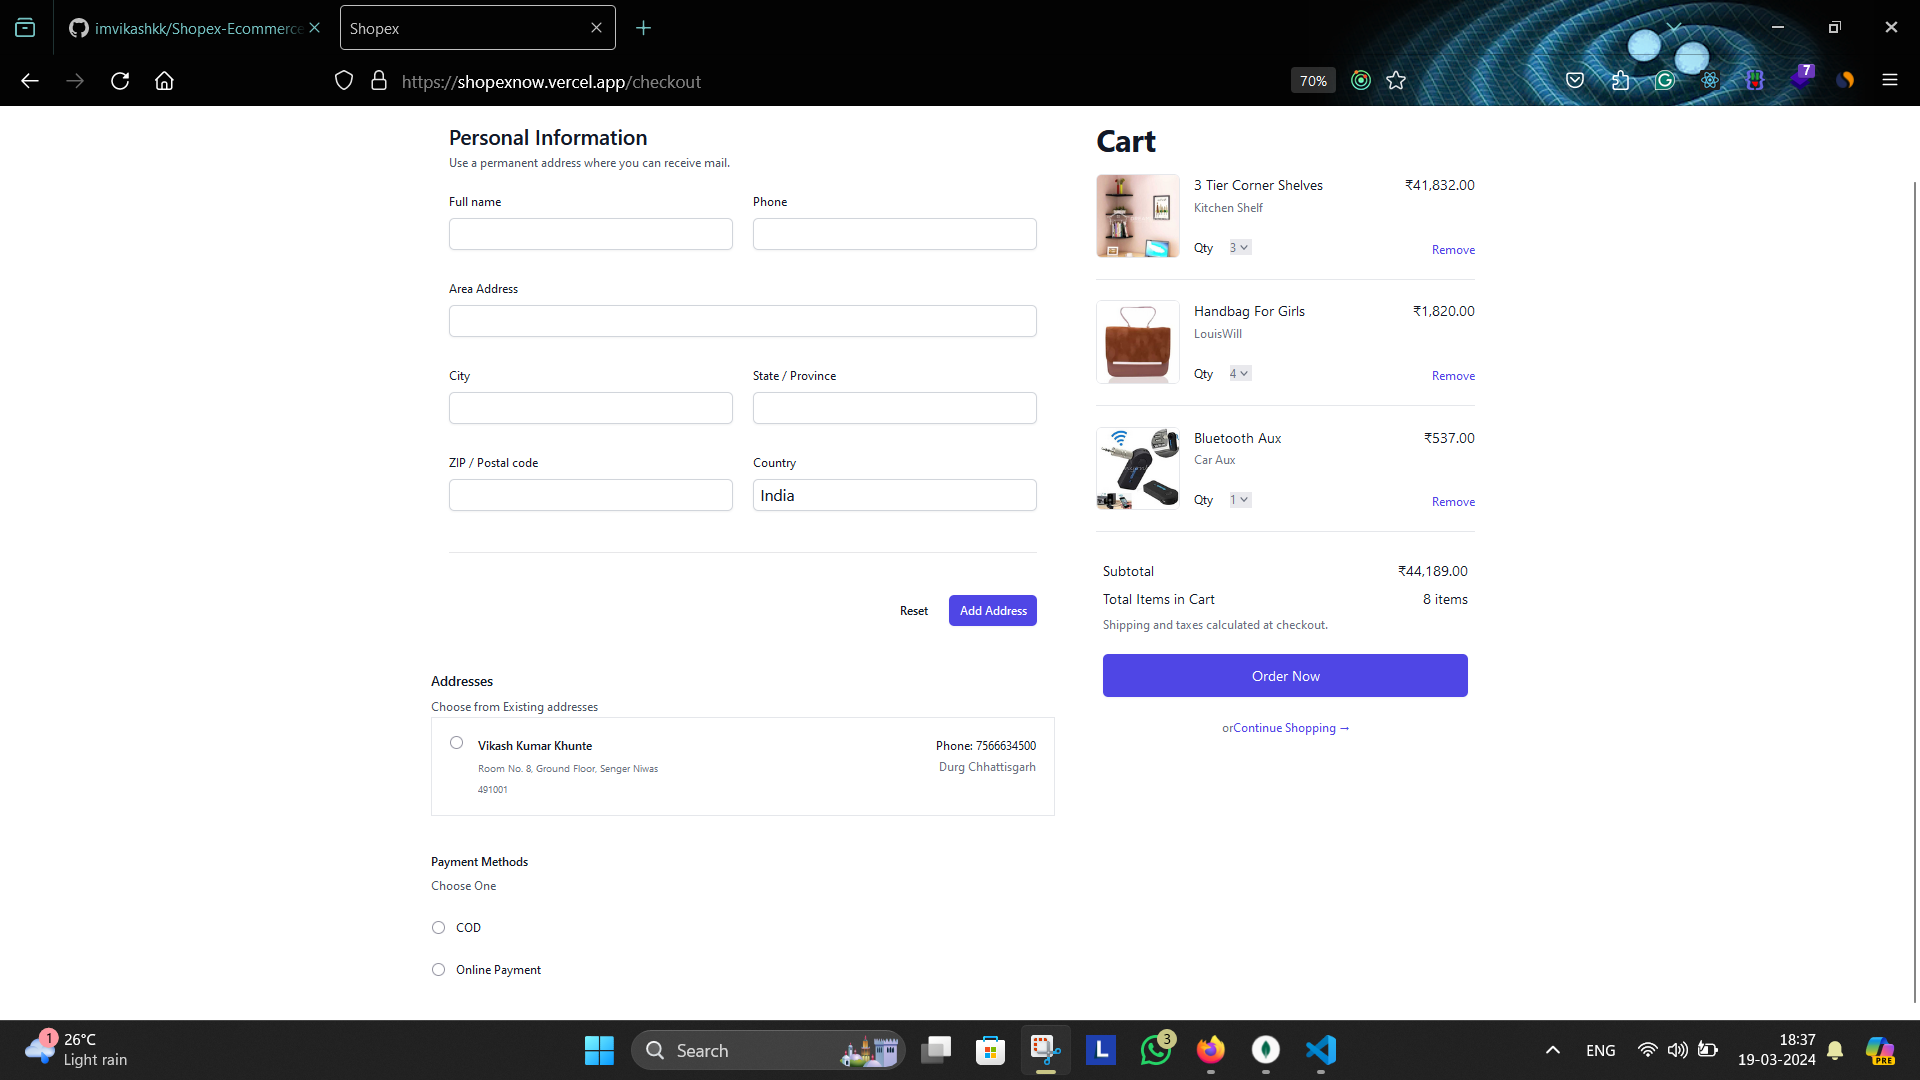 imvikashkk/Shopex-Ecommerce
Shopex
https://shopexnow.vercel.app/checkout
70%
7
Personal Information
Use a permanent address where you can receive mail.
Full name
Phone
Area Address
City
State / Province
ZIP / Postal code
Country
India
Reset
Add Address
Addresses
Choose from Existing addresses
Vikash Kumar Khunte
Phone: 7566634500
Room No. 8, Ground Floor, Senger Niwas
Durg Chhattisgarh
491001
Payment Methods
Choose One
COD
Online Payment
Cart
3 Tier Corner Shelves
₹41,832.00
Kitchen Shelf
Qty
3
Remove
Handbag For Girls
₹1,820.00
LouisWill
Qty
4
Remove
Bluetooth Aux
₹537.00
Car Aux
Qty
1
Remove
Subtotal
₹44,189.00
Total Items in Cart
8 items
Shipping and taxes calculated at checkout.
Order Now
orContinue Shopping →
1
26°C
Light rain
Search
L
3
ENG
18:37
19-03-2024
PRE